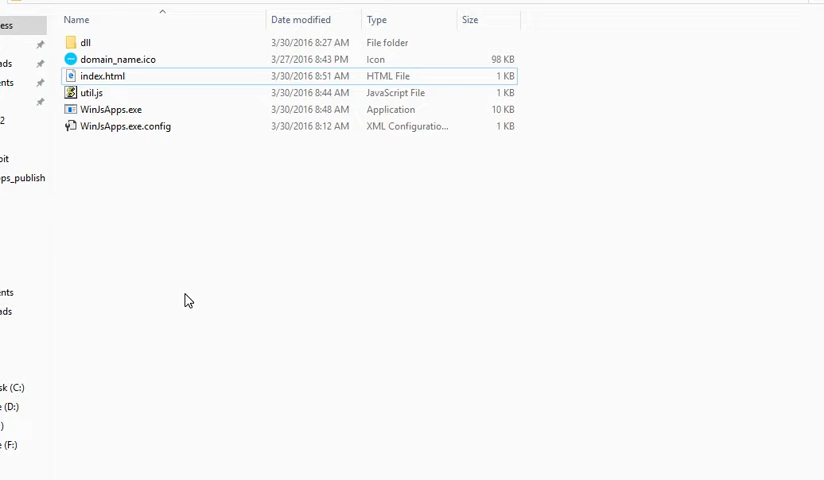 Name Date modified Type Size
ess
dll 3/30/2016 8:27 AM File folder
domain_name.ico 3/27/2016 8:43 PM Icon 98 KB
ads
index.html 3/30/2016 8:51 AM HTML File 1 KB
ents
util.js 3/30/2016 8:44 AM JavaScript File 1 KB
WinJsApps.exe 3/30/2016 8:48 AM Application 10 KB
2
WinJsApps.exe.config 3/30/2016 8:12 AM XML Configuratio... 1 KB
oit
ps_publish
ents
ads
sk (C:)
e (D:)
)
e (F:)